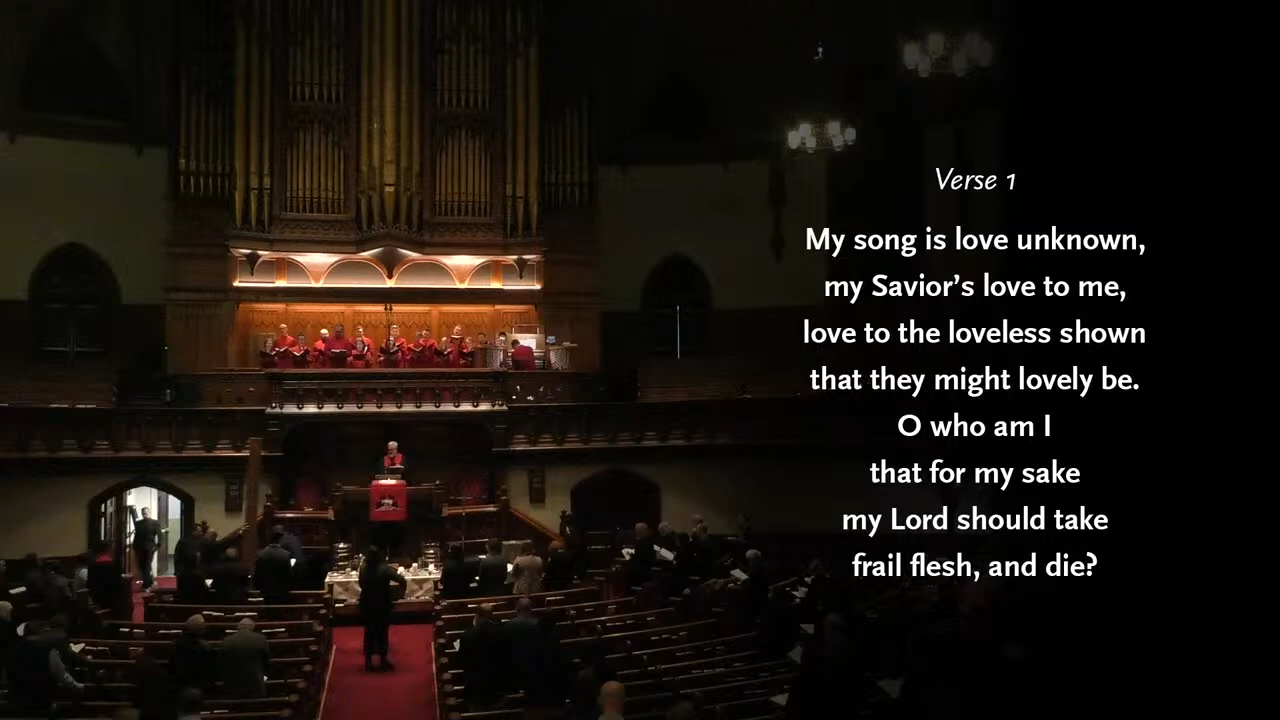 Verse 1
My song is love unknown,
my Savior’s love to me,
love to the loveless shown
that they might lovely be.
O who am I
that for my sake
my Lord should take
frail flesh, and die?